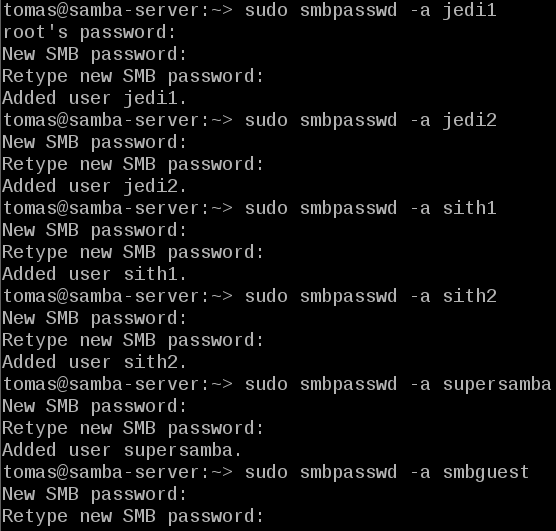 tomas@samba-server:~> sudo smbpasswd -a jedi1
root's password:
New SMB password:
Retype new SMB password:
Added user jedi1.
tomas@samba-server:~> sudo smbpasswd -a jedi2
New SMB password:
Retype new SMB password:
Added user jedi2.
tomas@samba-server:~> sudo smbpasswd -a sith1
New SMB password:
Retype new SMB password:
Added user sith1.
tomas@samba-server:~> sudo smbpasswd -a sith2
New SMB password:
Retype new SMB password:
Added user sith2.
tomas@samba-server:~> sudo smbpasswd -a supersamba
New SMB password:
Retype new SMB password:
Added user supersamba.
tomas@samba-server:~> sudo smbpasswd -a smbguest
New SMB password:
Retype new SMB password: